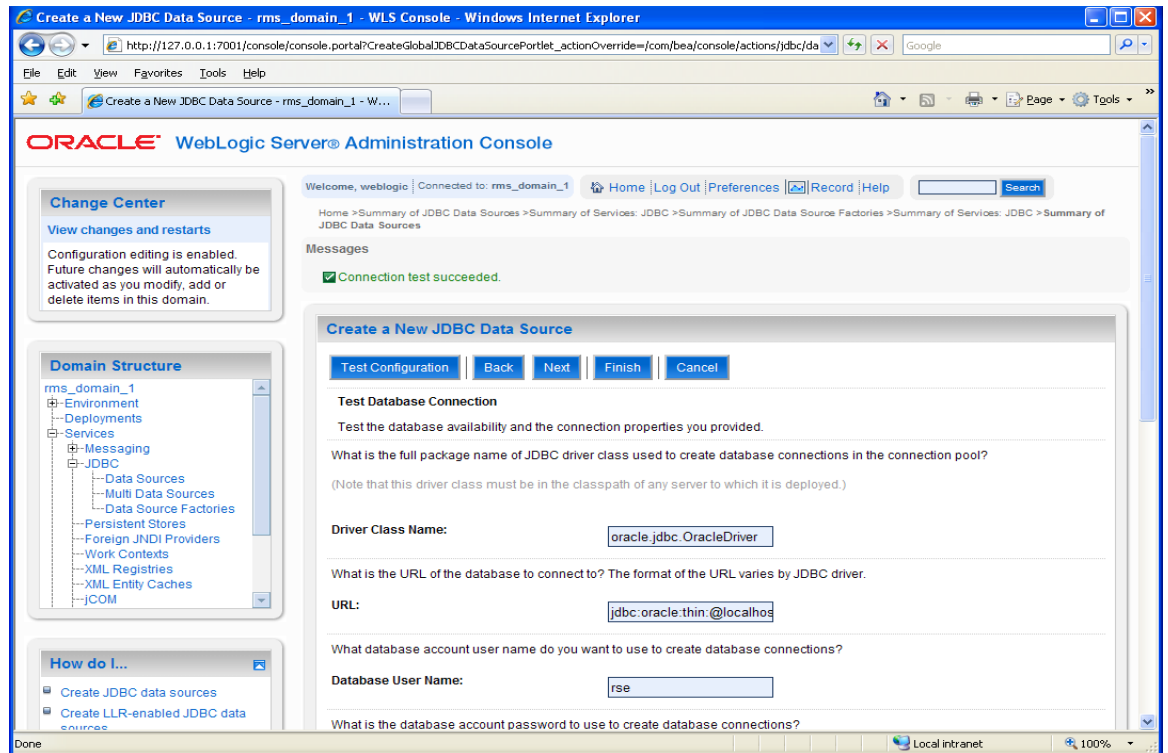 Create a New JDBC Data Source - rms_domain_1 - WLS Console - Windows Internet Explorer
http://127.0.0.1:7001/console/console.portal?CreateGlobalJDBCDataSourcePortlet_actionOverride=/com/bea/console/actions/jdbc/da
Google
File Edit View Favorites Tools Help
Create a New JDBC Data Source - rms_domain_1 - W...
Page Tools »
ORACLE WebLogic Server® Administration Console
Change Center
View changes and restarts
Configuration editing is enabled.
Future changes will automatically be
activated as you modify, add or
delete items in this domain.
Domain Structure
rms_domain_1
Environment
Deployments
Services
Messaging
JDBC
Data Sources
Multi Data Sources
Data Source Factories
Persistent Stores
Foreign JNDI Providers
Work Contexts
XML Registries
XML Entity Caches
jCOM
How do I...
Create JDBC data sources
Create LLR-enabled JDBC data
sources
Welcome, weblogic Connected to: rms_domain_1 Home Log Out Preferences Record Help Search
Home >Summary of JDBC Data Sources >Summary of Services: JDBC >Summary of JDBC Data Source Factories >Summary of Services: JDBC >Summary of
JDBC Data Sources
Messages
Connection test succeeded.
Create a New JDBC Data Source
Test Configuration Back Next Finish Cancel
Test Database Connection
Test the database availability and the connection properties you provided.
What is the full package name of JDBC driver class used to create database connections in the connection pool?
(Note that this driver class must be in the classpath of any server to which it is deployed.)
Driver Class Name: oracle.jdbc.OracleDriver
What is the URL of the database to connect to? The format of the URL varies by JDBC driver.
URL: jdbc:oracle:thin:@localhos
What database account user name do you want to use to create database connections?
Database User Name: rse
What is the database account password to use to create database connections?
Done Local intranet 100%